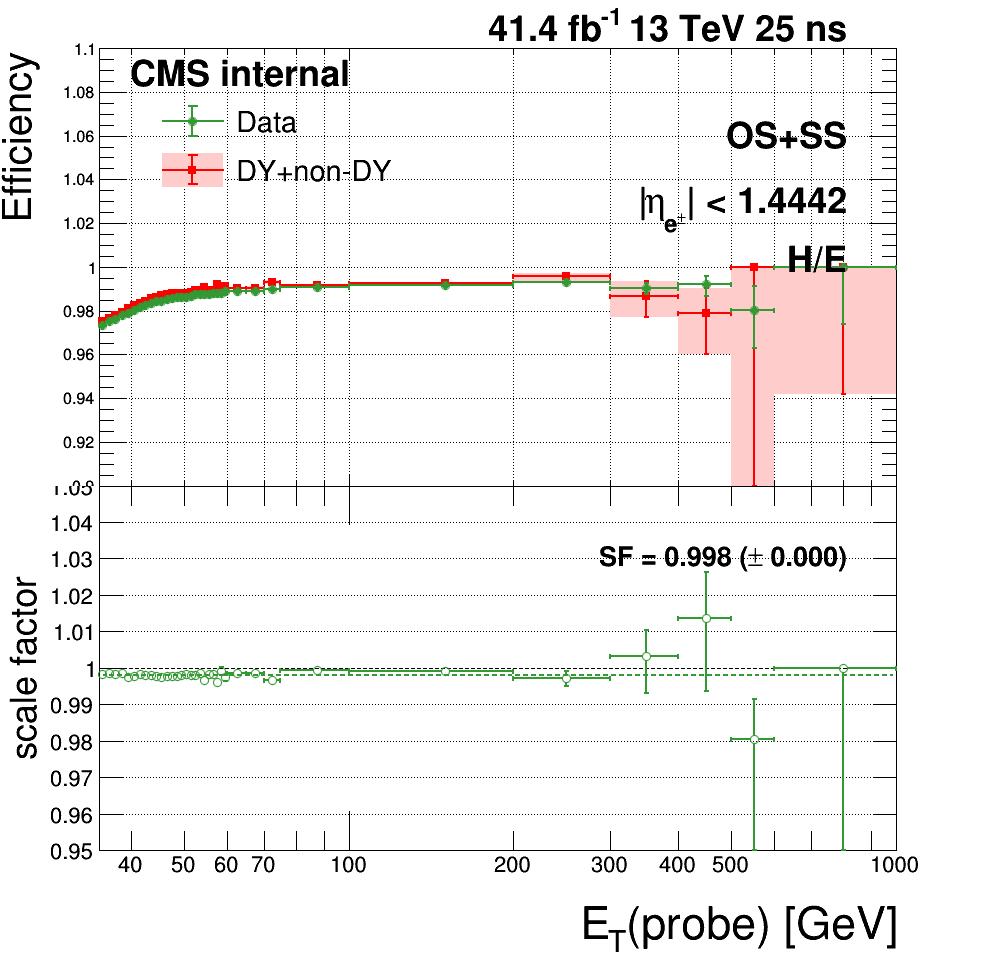 41.4 fb-1 13 TeV 25 ns
Efficiency
1.1
1.08
1.06
1.04
1.02
1
0.98
0.96
0.94
0.92
CMS internal
Data
DY+non-DY
OS+SS
|ηe±| < 1.4442
H/E
scale factor
1.04
1.03
1.02
1.01
1
0.99
0.98
0.97
0.96
0.95
SF = 0.998 (± 0.000)
40 50 60 70 100 200 300 400 500 1000
ET(probe) [GeV]